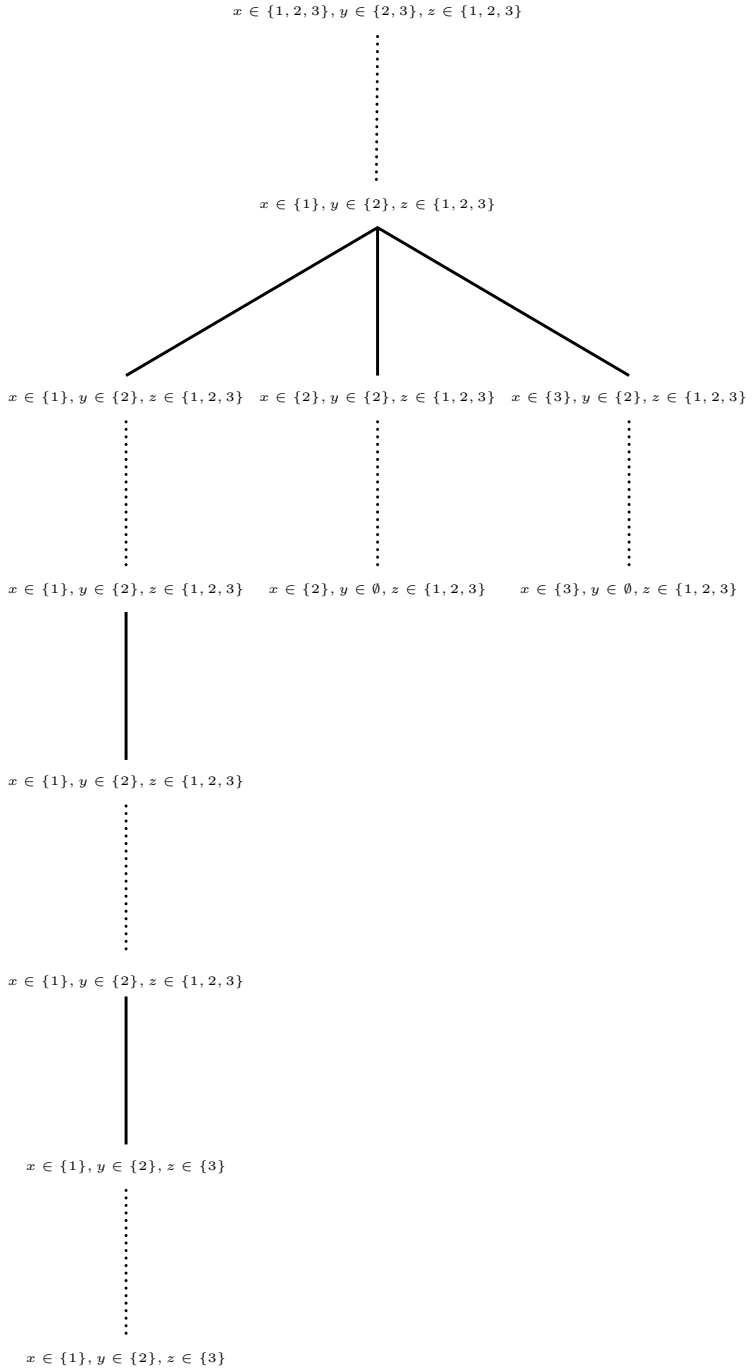 x ∈ {1, 2, 3}, y ∈ {2, 3}, z ∈ {1, 2, 3}
x ∈ {1}, y ∈ {2}, z ∈ {1, 2, 3}
x ∈ {1}, y ∈ {2}, z ∈ {1, 2, 3} x ∈ {2}, y ∈ {2}, z ∈ {1, 2, 3} x ∈ {3}, y ∈ {2}, z ∈ {1, 2, 3}
x ∈ {1}, y ∈ {2}, z ∈ {1, 2, 3} x ∈ {2}, y ∈ ∅, z ∈ {1, 2, 3} x ∈ {3}, y ∈ ∅, z ∈ {1, 2, 3}
x ∈ {1}, y ∈ {2}, z ∈ {1, 2, 3}
x ∈ {1}, y ∈ {2}, z ∈ {1, 2, 3}
x ∈ {1}, y ∈ {2}, z ∈ {3}
x ∈ {1}, y ∈ {2}, z ∈ {3}